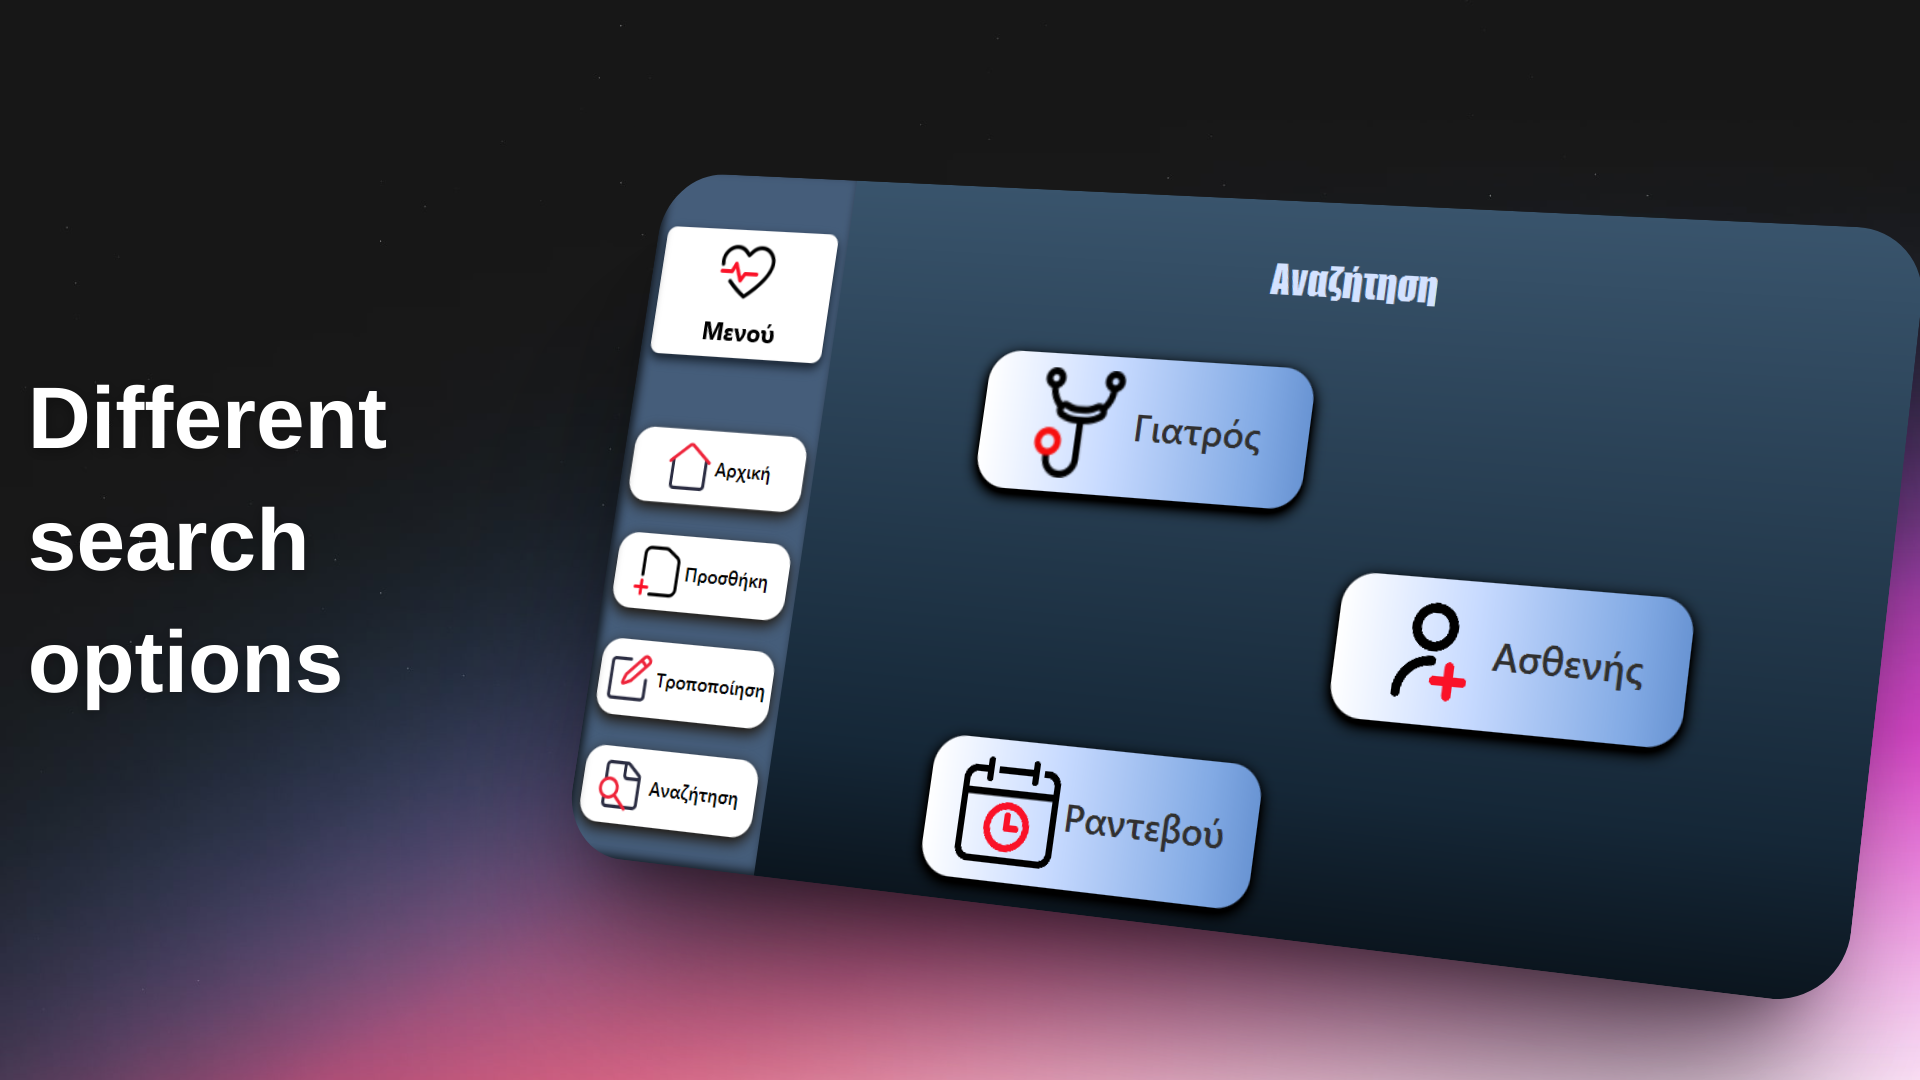 Different
search
options
Μενού
Αρχική
Προσθήκη
Τροποποίηση
Αναζήτηση
Αναζήτηση
Γιατρός
Ασθενής
Ραντεβού